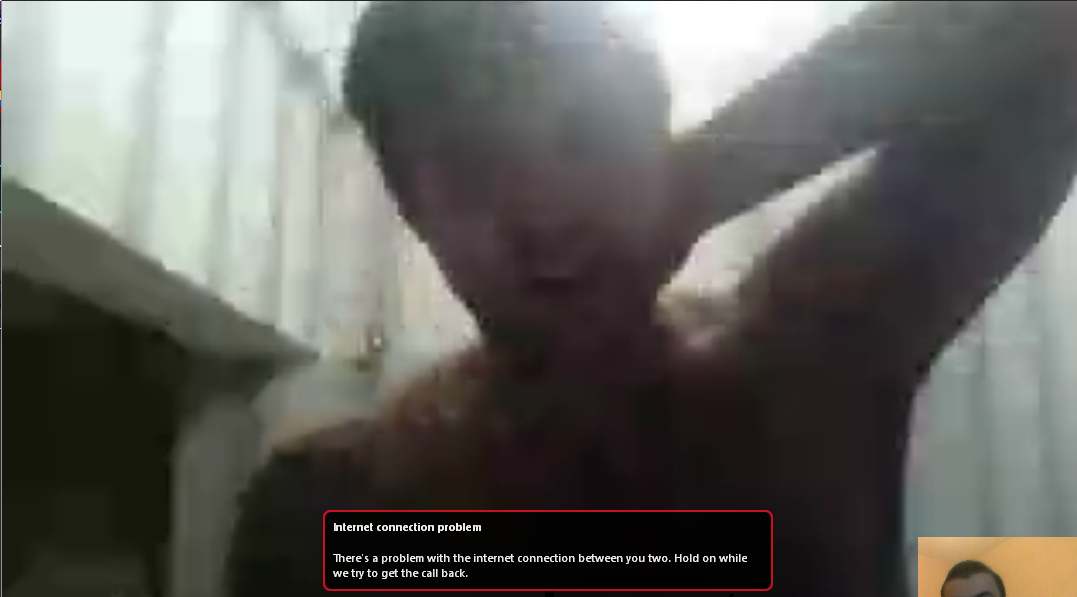 Internet connection problem
There's a problem with the internet connection between you two. Hold on while
we try to get the call back.